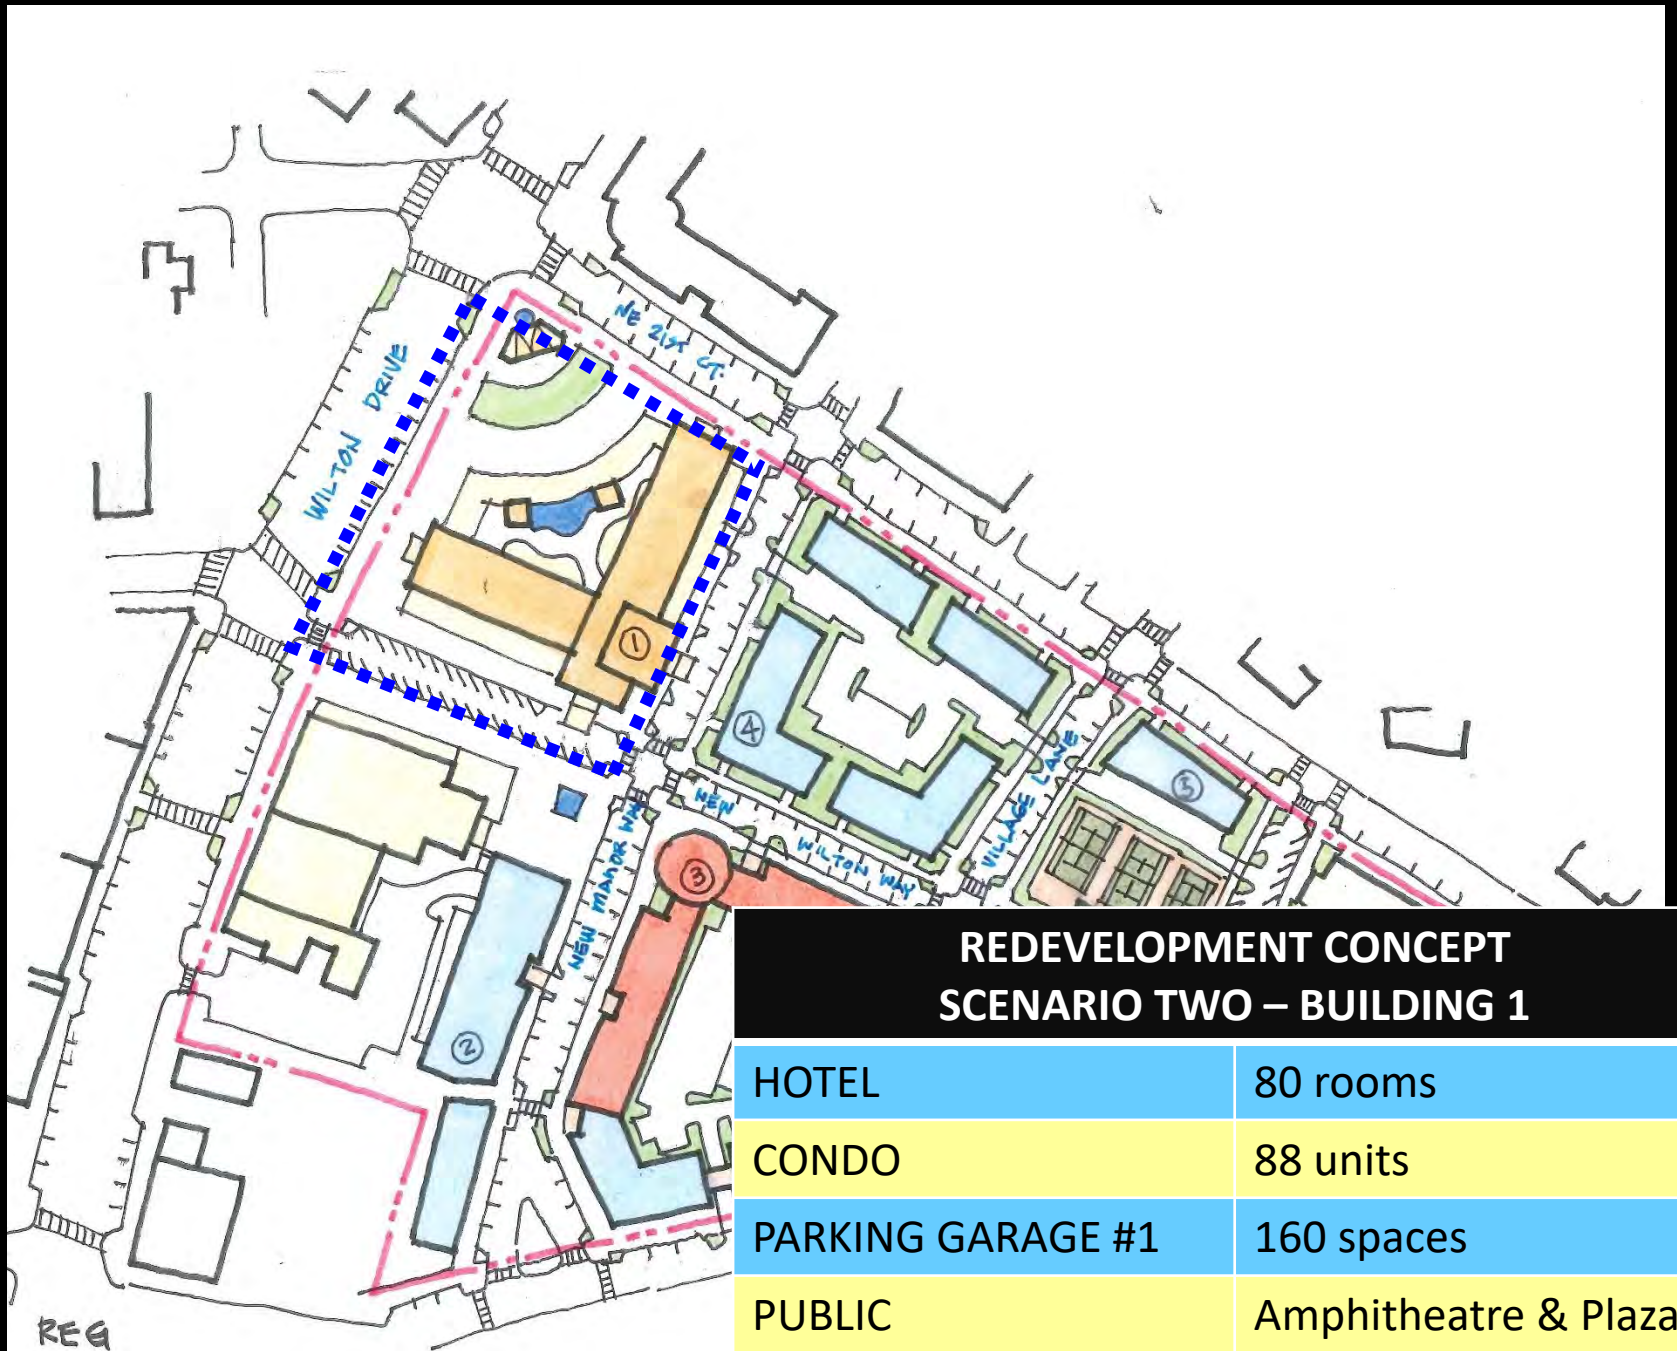 NE 21ST CT.
WILTON DRIVE
①
④
VILLAGE LANE
⑤
NEW
WILTON WAY
NEW MANOR WAY
③
②
REG
REDEVELOPMENT CONCEPT
SCENARIO TWO – BUILDING 1
HOTEL 80 rooms
CONDO 88 units
PARKING GARAGE #1 160 spaces
PUBLIC Amphitheatre & Plaza